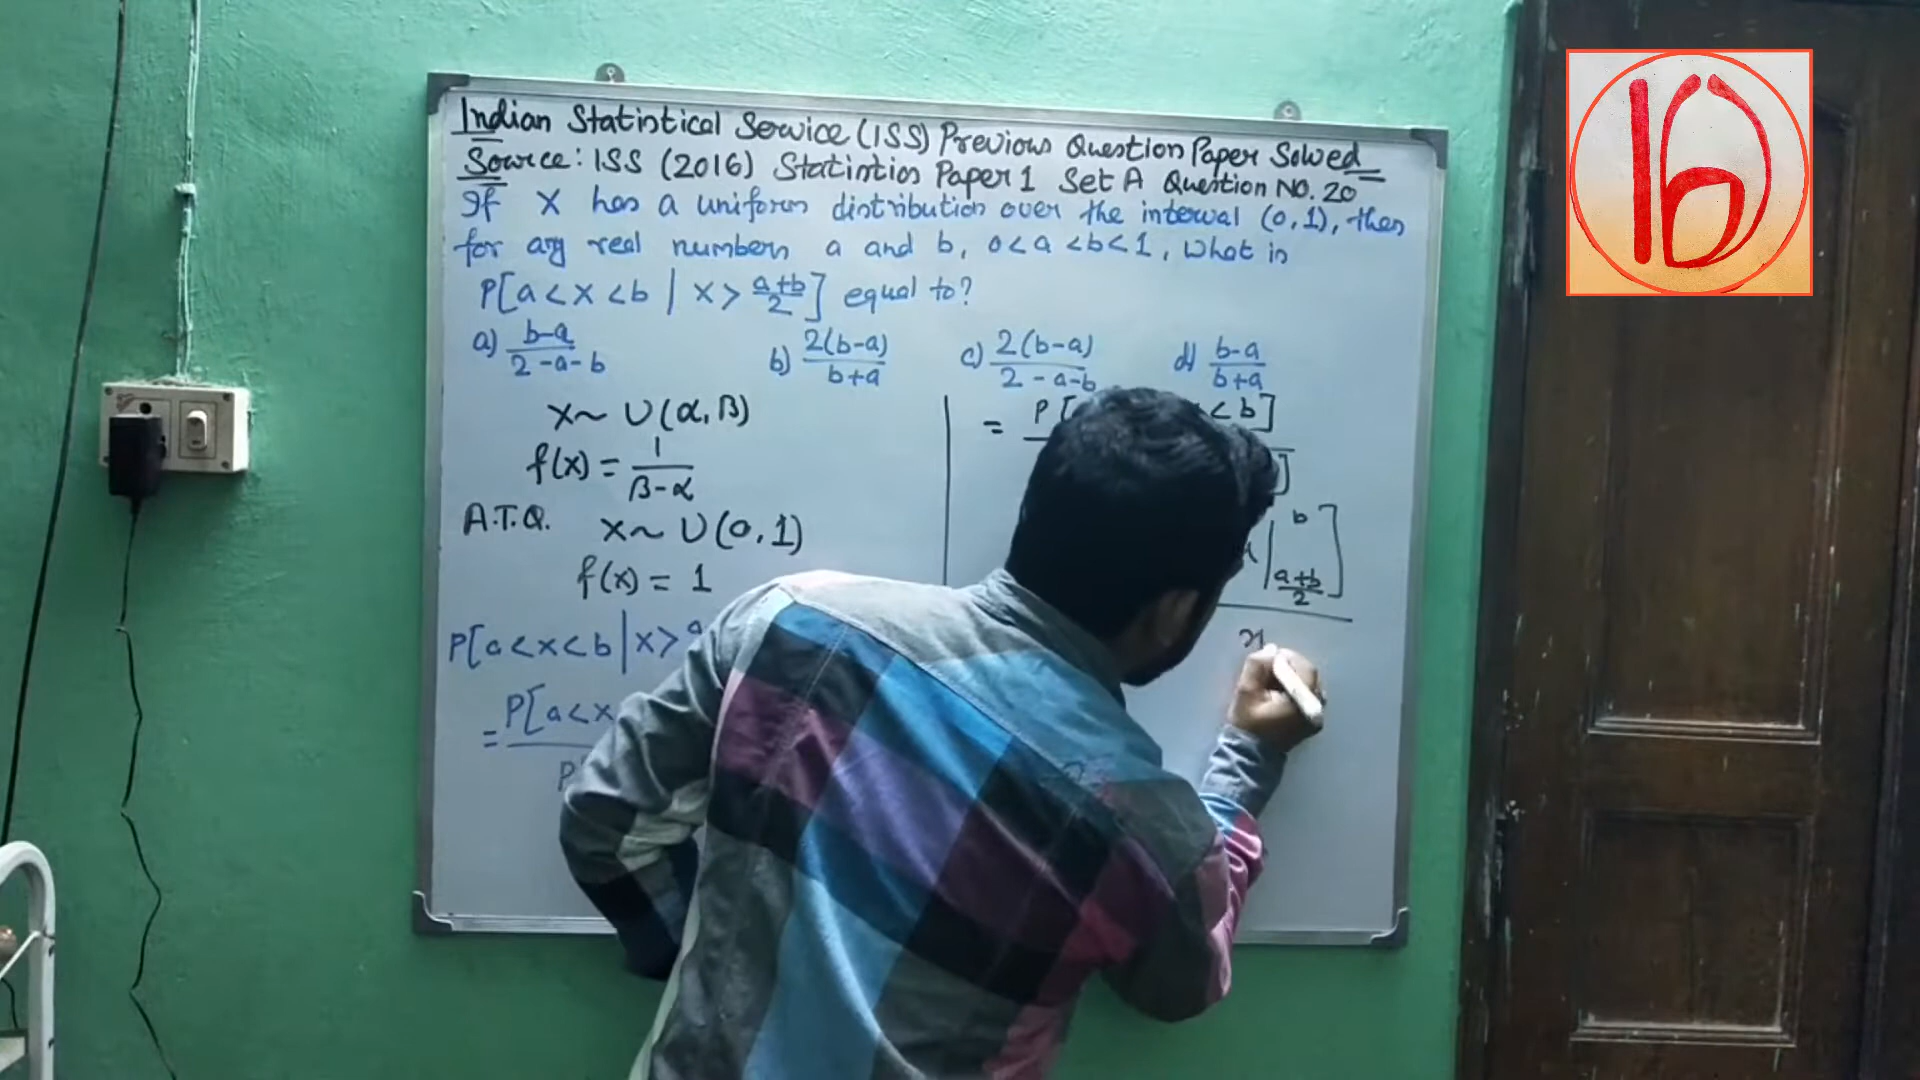 Indian Statistical Service (ISS) Previous Question Paper Solved
Source: ISS (2016) Statistics Paper 1 Set A Question No. 20
If X has a uniform distribution over the interval (0,1), then
for any real numbers a and b, 0<a<b<1, What is
P[a<x<b | x> a+b/2] equal to?
a) b-a/2-a-b b) 2(b-a)/b+a c) 2(b-a)/2-a-b d) b-a/b+a
x~ U(α,β)
f(x) = 1/β-α
A.T.Q. x~ U(0,1)
f(x) = 1
P[a<x<b | x>
= P[a<x
P
= P[ <b]
]
| b
a+b/2 ]
x